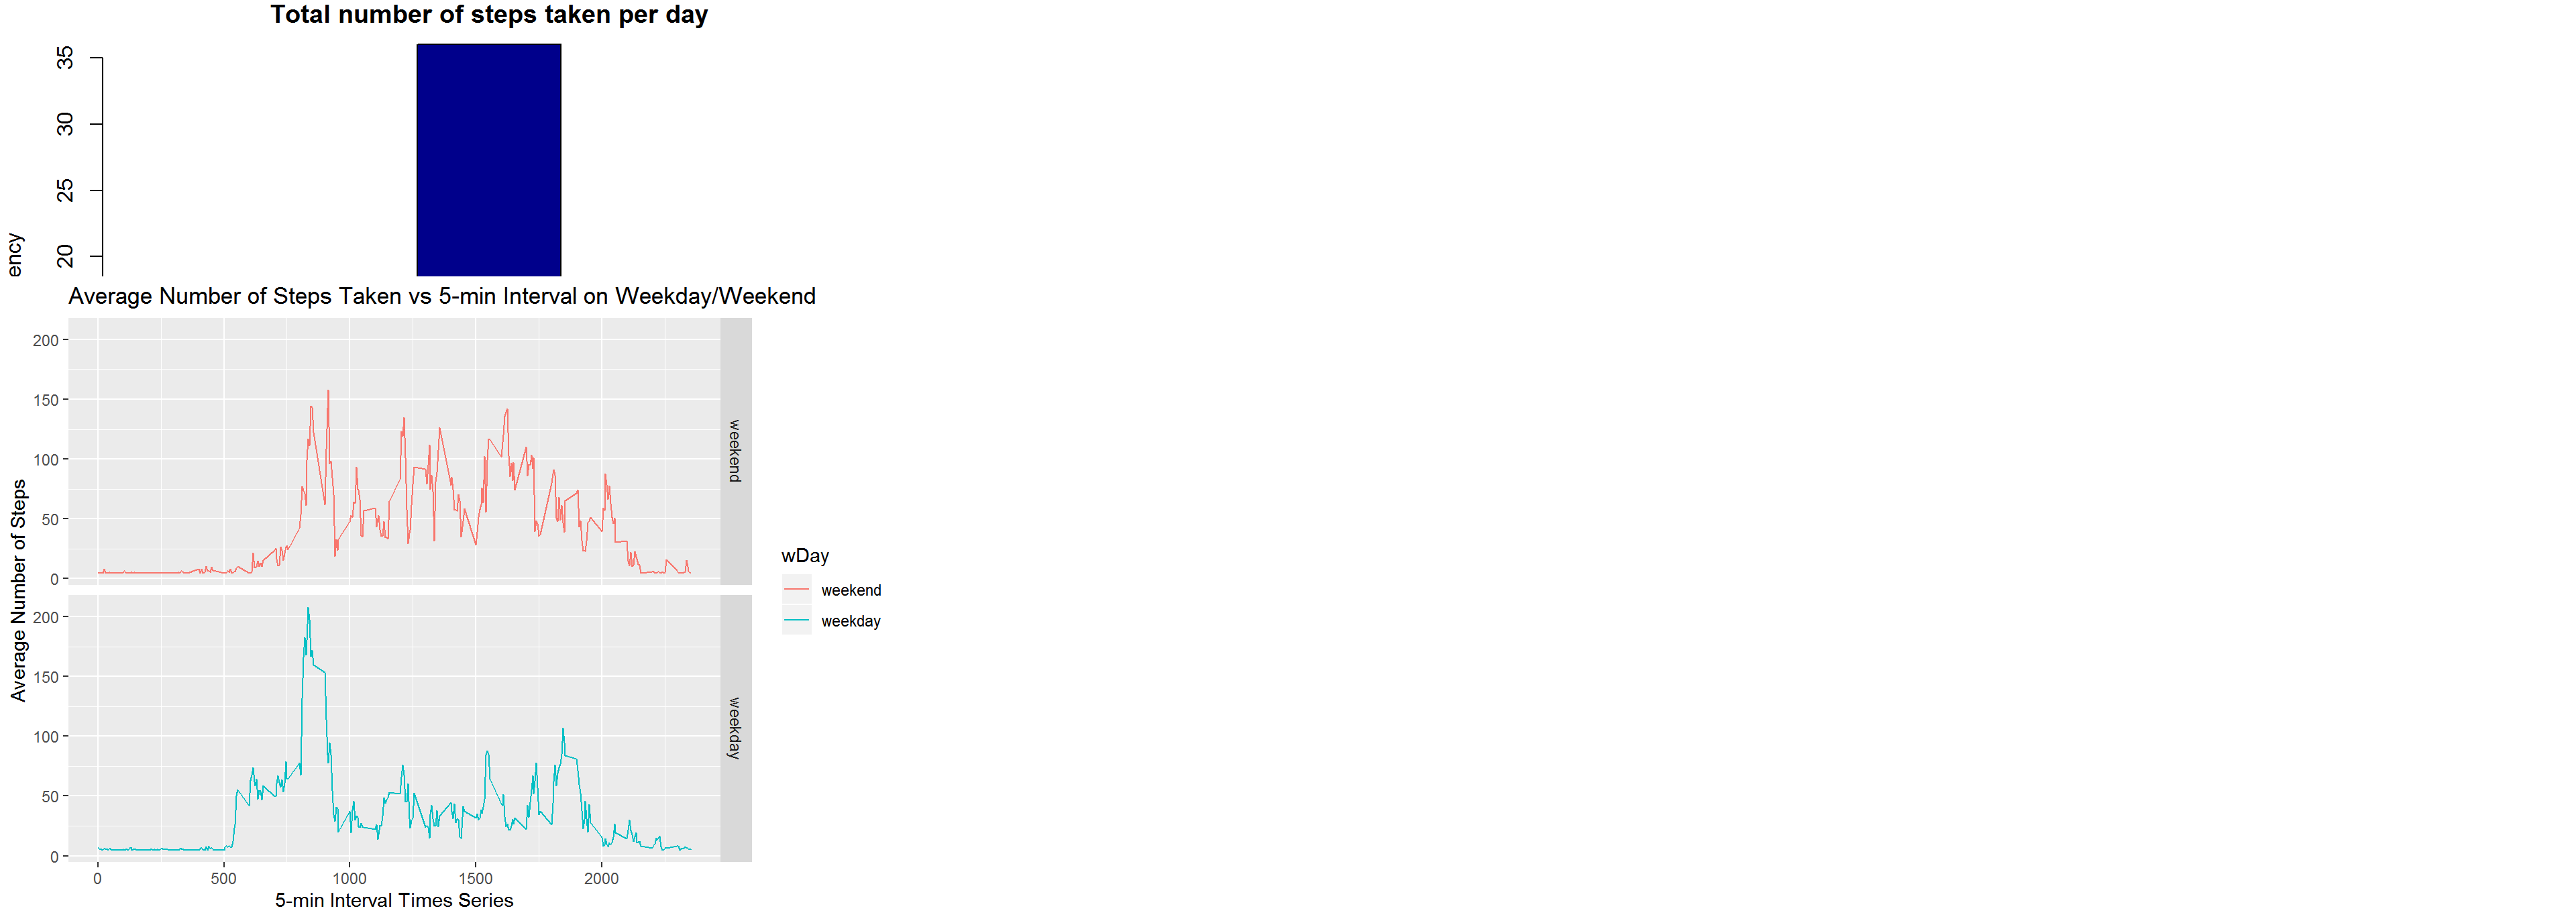 Total number of steps taken per day
35
30
25
20
ency
Average Number of Steps Taken vs 5-min Interval on Weekday/Weekend
200
150
100
50
0
weekend
Average Number of Steps
200
150
100
50
0
weekday
0 500 1000 1500 2000
5-min Interval Times Series
wDay
weekend
weekday